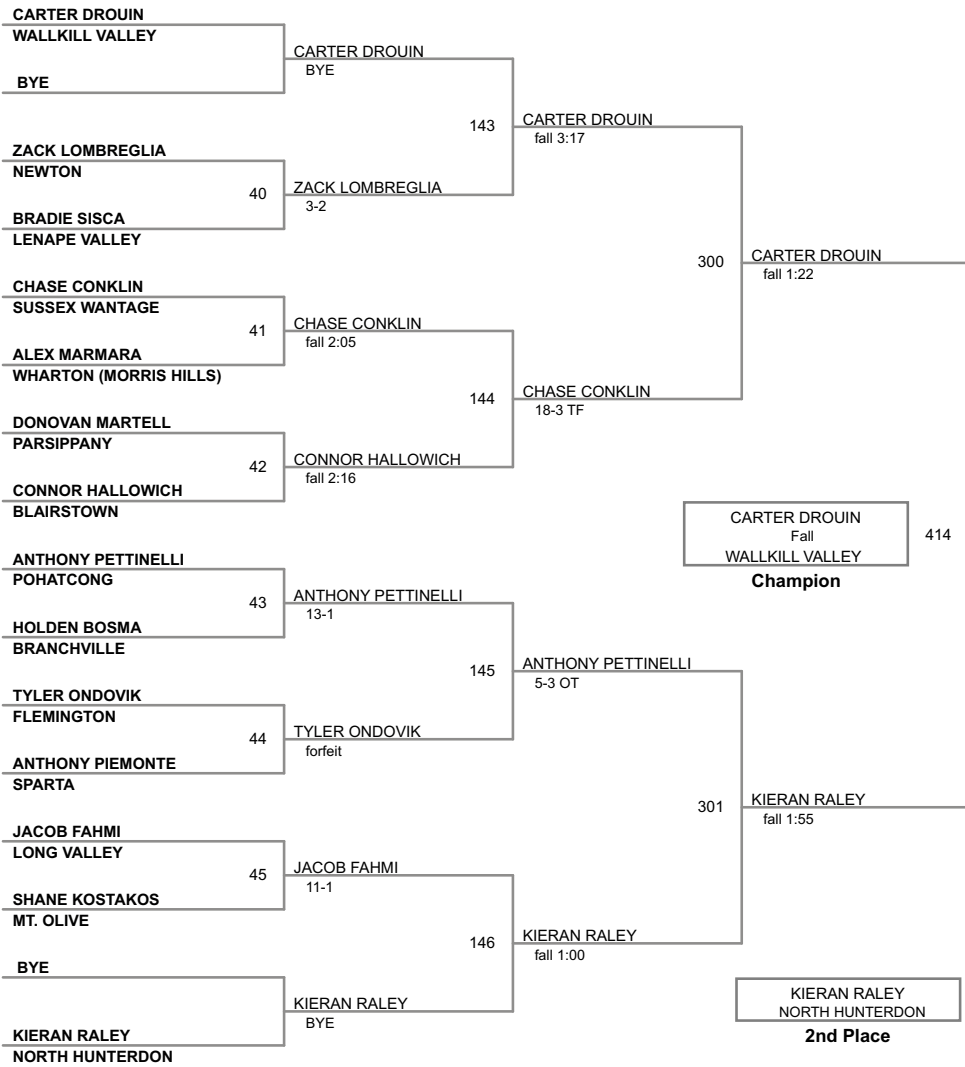 CARTER DROUIN
WALLKILL VALLEY
BYE
ZACK LOMBREGLIA
NEWTON
40
BRADIE SISCA
LENAPE VALLEY
CHASE CONKLIN
SUSSEX WANTAGE
41
ALEX MARMARA
WHARTON (MORRIS HILLS)
DONOVAN MARTELL
PARSIPPANY
42
CONNOR HALLOWICH
BLAIRSTOWN
ANTHONY PETTINELLI
POHATCONG
43
HOLDEN BOSMA
BRANCHVILLE
TYLER ONDOVIK
FLEMINGTON
44
ANTHONY PIEMONTE
SPARTA
JACOB FAHMI
LONG VALLEY
45
SHANE KOSTAKOS
MT. OLIVE
BYE
KIERAN RALEY
NORTH HUNTERDON
CARTER DROUIN
BYE
143
ZACK LOMBREGLIA
3-2
CHASE CONKLIN
fall 2:05
144
CONNOR HALLOWICH
fall 2:16
ANTHONY PETTINELLI
13-1
145
TYLER ONDOVIK
forfeit
JACOB FAHMI
11-1
146
KIERAN RALEY
BYE
CARTER DROUIN
fall 3:17
300
CHASE CONKLIN
18-3 TF
ANTHONY PETTINELLI
5-3 OT
301
KIERAN RALEY
fall 1:00
CARTER DROUIN
fall 1:22
CARTER DROUIN
Fall
WALLKILL VALLEY
414
Champion
KIERAN RALEY
fall 1:55
KIERAN RALEY
NORTH HUNTERDON
2nd Place